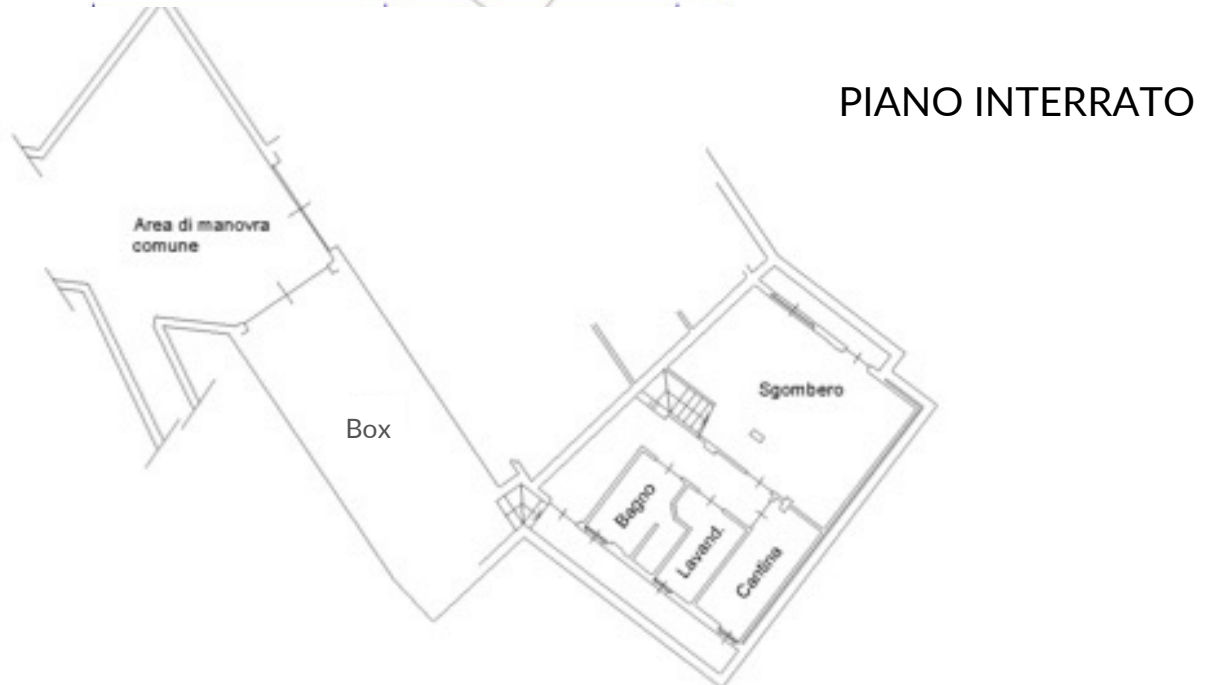 PIANO INTERRATO
Area di manovra
comune
Sgombero
Box
Bagno
Lavand.
Cantina